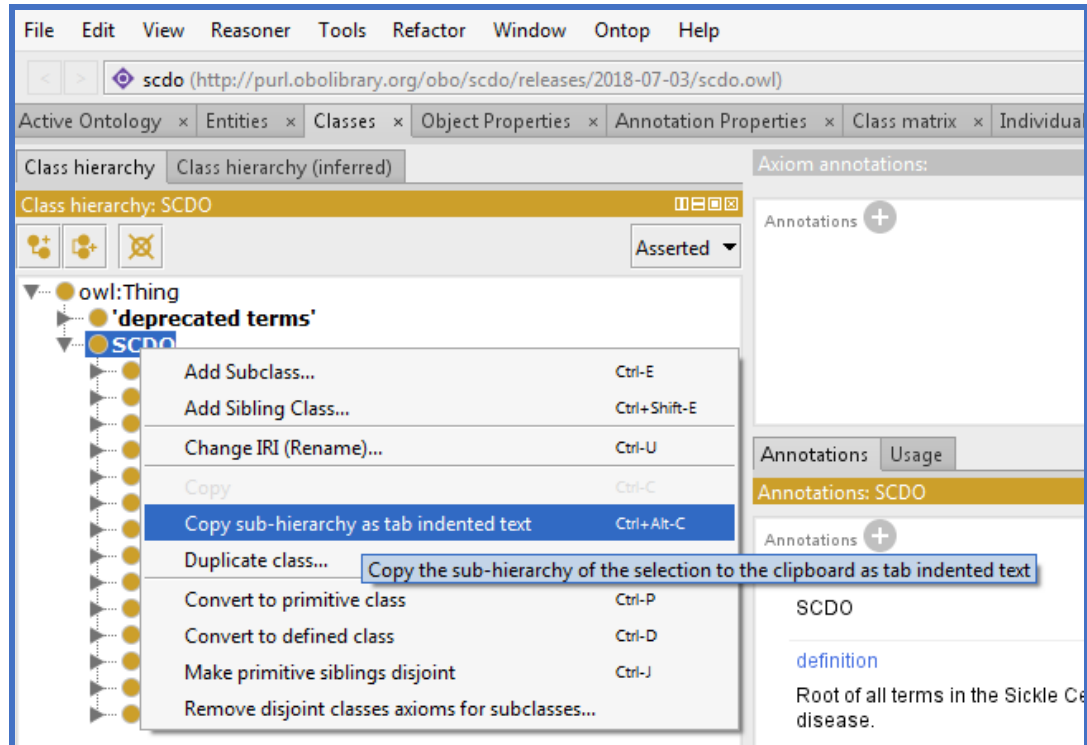 File Edit View Reasoner Tools Refactor Window Ontop Help
< > scdo (http://purl.obolibrary.org/obo/scdo/releases/2018-07-03/scdo.owl)
Active Ontology × Entities × Classes × Object Properties × Annotation Properties × Class matrix × Individual
Class hierarchy Class hierarchy (inferred)
Class hierarchy: SCDO
Asserted
owl:Thing
'deprecated terms'
SCDO
Add Subclass... Ctrl-E
Add Sibling Class... Ctrl+Shift-E
Change IRI (Rename)... Ctrl-U
Copy Ctrl-C
Copy sub-hierarchy as tab indented text Ctrl+Alt-C
Duplicate class...
Copy the sub-hierarchy of the selection to the clipboard as tab indented text
Convert to primitive class Ctrl-P
Convert to defined class Ctrl-D
Make primitive siblings disjoint Ctrl-J
Remove disjoint classes axioms for subclasses...
Axiom annotations:
Annotations
Annotations Usage
Annotations: SCDO
Annotations
SCDO
definition
Root of all terms in the Sickle Ce
disease.